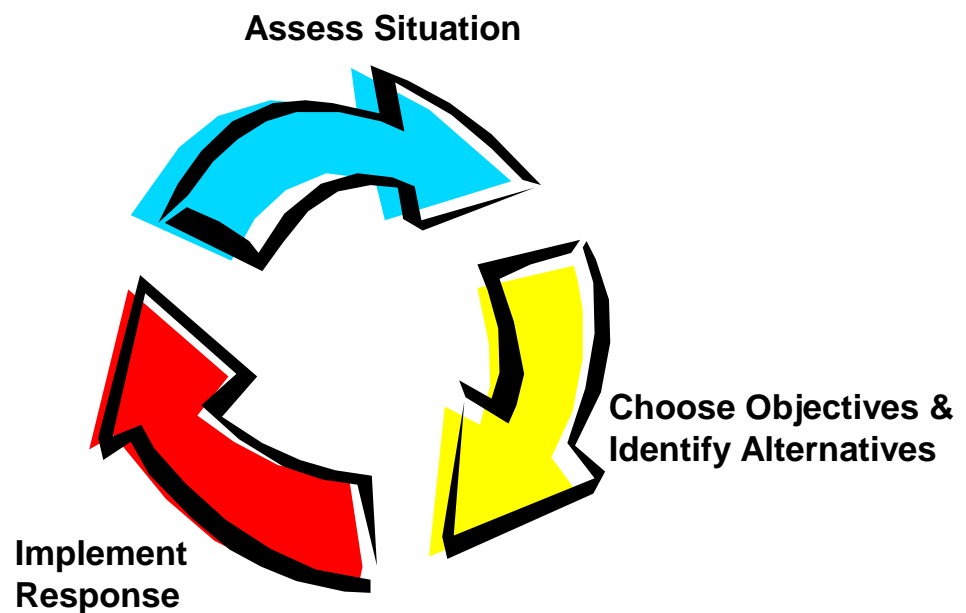 Assess Situation
Choose Objectives &
Identify Alternatives
Implement
Response